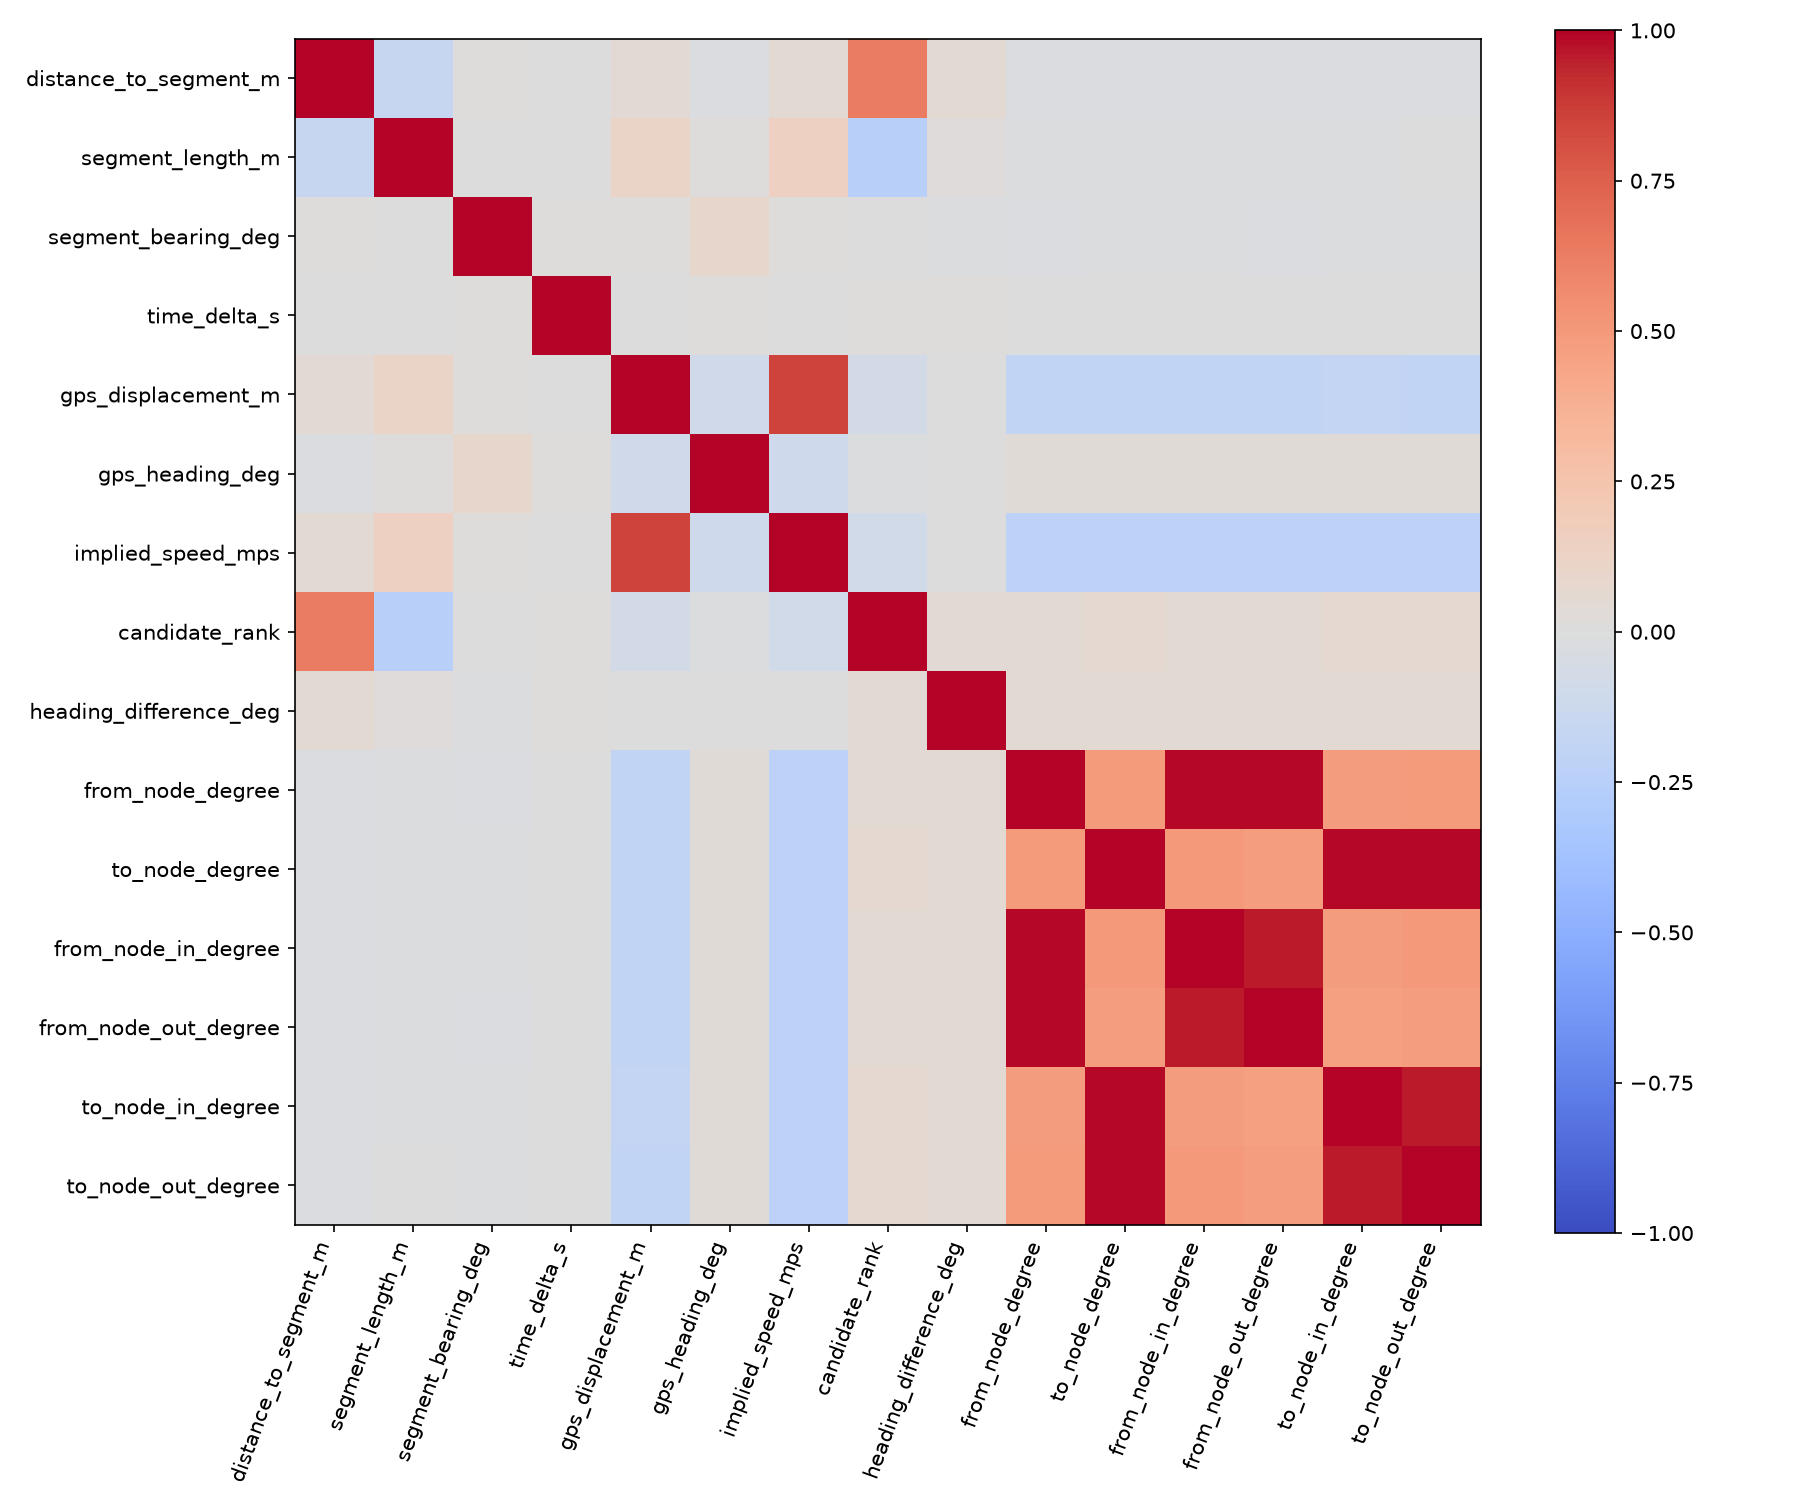 distance_to_segment_m
segment_length_m
segment_bearing_deg
time_delta_s
gps_displacement_m
gps_heading_deg
implied_speed_mps
candidate_rank
heading_difference_deg
from_node_degree
to_node_degree
from_node_in_degree
from_node_out_degree
to_node_in_degree
to_node_out_degree
distance_to_segment_m
segment_length_m
segment_bearing_deg
time_delta_s
gps_displacement_m
gps_heading_deg
implied_speed_mps
candidate_rank
heading_difference_deg
from_node_degree
to_node_degree
from_node_in_degree
from_node_out_degree
to_node_in_degree
to_node_out_degree
1.00
0.75
0.50
0.25
0.00
−0.25
−0.50
−0.75
−1.00